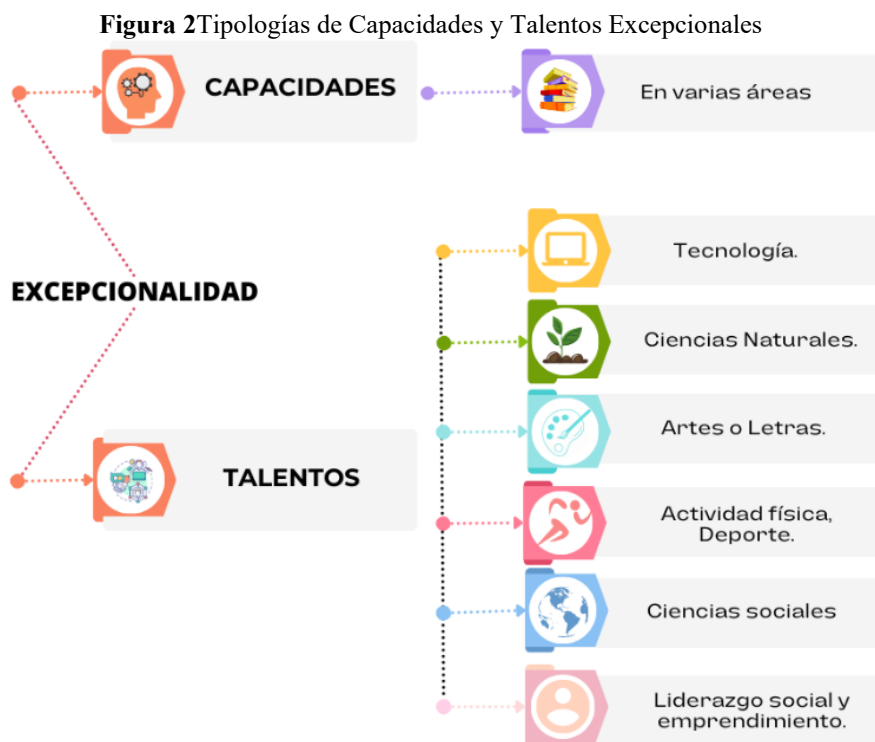 Figura 2Tipologías de Capacidades y Talentos Excepcionales
CAPACIDADES
En varias áreas
EXCEPCIONALIDAD
TALENTOS
Tecnología.
Ciencias Naturales.
Artes o Letras.
Actividad física,
Deporte.
Ciencias sociales
Liderazgo social y
emprendimiento.